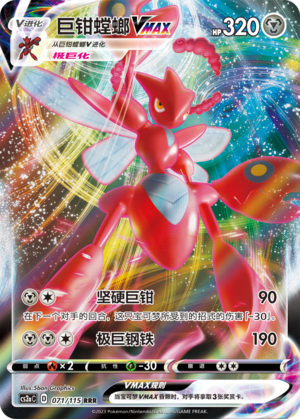 V进化
巨钳螳螂VMAX
HP 320
从巨钳螳螂V进化
极巨化
坚硬巨钳 90
在下一个对手的回合,这只宝可梦所受到的招式的伤害「-30」。
极巨钢铁 190
弱点 ×2 抗性 -30 撤退
Illus.5ban Graphics
VMAX规则
cs3aC D 071/115 RRR
当宝可梦VMAX昏厥时,对手将拿取3张奖赏卡。
©2023 Pokémon/Nintendo/Creatures/GAME FREAK.